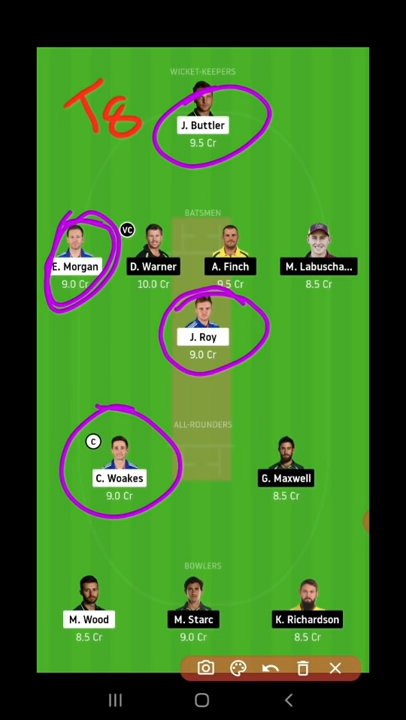 WICKET-KEEPERS
T8
J. Buttler
9.5 Cr
BATSMEN
VC
E. Morgan
D. Warner
A. Finch
M. Labuscha...
9.0 Cr
10.0 Cr
9.5 Cr
8.5 Cr
J. Roy
9.0 Cr
ALL-ROUNDERS
C
C. Woakes
G. Maxwell
9.0 Cr
8.5 Cr
BOWLERS
M. Wood
M. Starc
K. Richardson
8.5 Cr
9.0 Cr
8.5 Cr